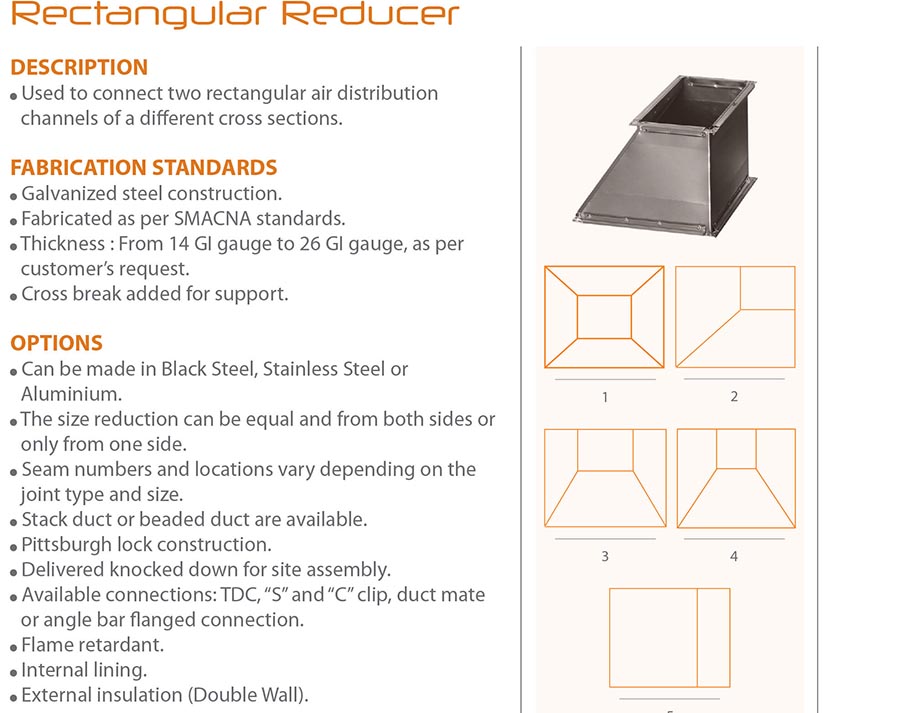 Rectangular Reducer
DESCRIPTION
• Used to connect two rectangular air distribution
channels of a different cross sections.
FABRICATION STANDARDS
• Galvanized steel construction.
• Fabricated as per SMACNA standards.
• Thickness : From 14 GI gauge to 26 GI gauge, as per
customer’s request.
• Cross break added for support.
OPTIONS
• Can be made in Black Steel, Stainless Steel or
Aluminium.
• The size reduction can be equal and from both sides or
only from one side.
• Seam numbers and locations vary depending on the
joint type and size.
• Stack duct or beaded duct are available.
• Pittsburgh lock construction.
• Delivered knocked down for site assembly.
• Available connections: TDC, “S” and “C” clip, duct mate
or angle bar flanged connection.
• Flame retardant.
• Internal lining.
• External insulation (Double Wall).
1
2
3
4